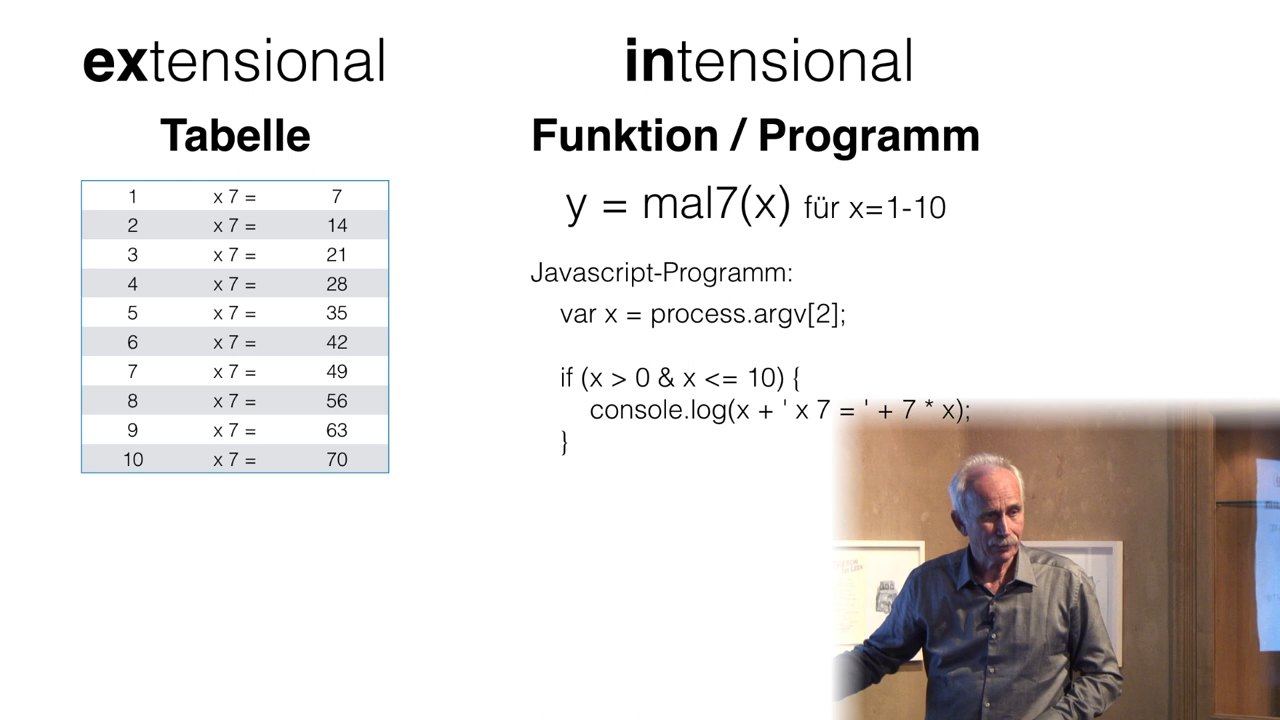 extensional
Tabelle
1 x 7 = 7
2 x 7 = 14
3 x 7 = 21
4 x 7 = 28
5 x 7 = 35
6 x 7 = 42
7 x 7 = 49
8 x 7 = 56
9 x 7 = 63
10 x 7 = 70
intensional
Funktion / Programm
y = mal7(x) für x=1-10
Javascript-Programm:
var x = process.argv[2];
if (x > 0 & x <= 10) {
console.log(x + ' x 7 = ' + 7 * x);
}